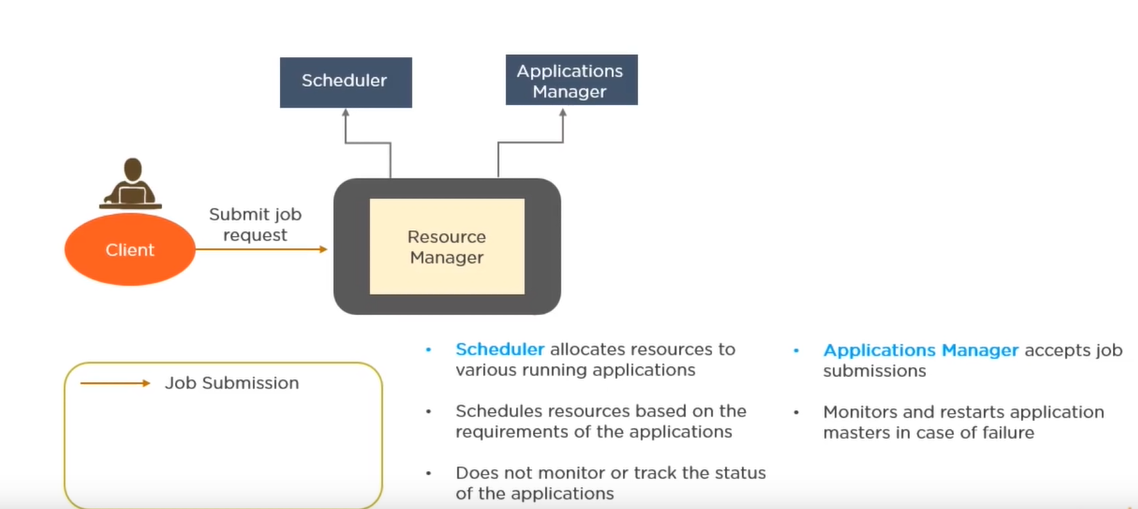 Scheduler
Applications
Manager
Submit job
request
Client
Resource
Manager
Job Submission
• Scheduler allocates resources to
various running applications
• Schedules resources based on the
requirements of the applications
• Does not monitor or track the status
of the applications
• Applications Manager accepts job
submissions
• Monitors and restarts application
masters in case of failure